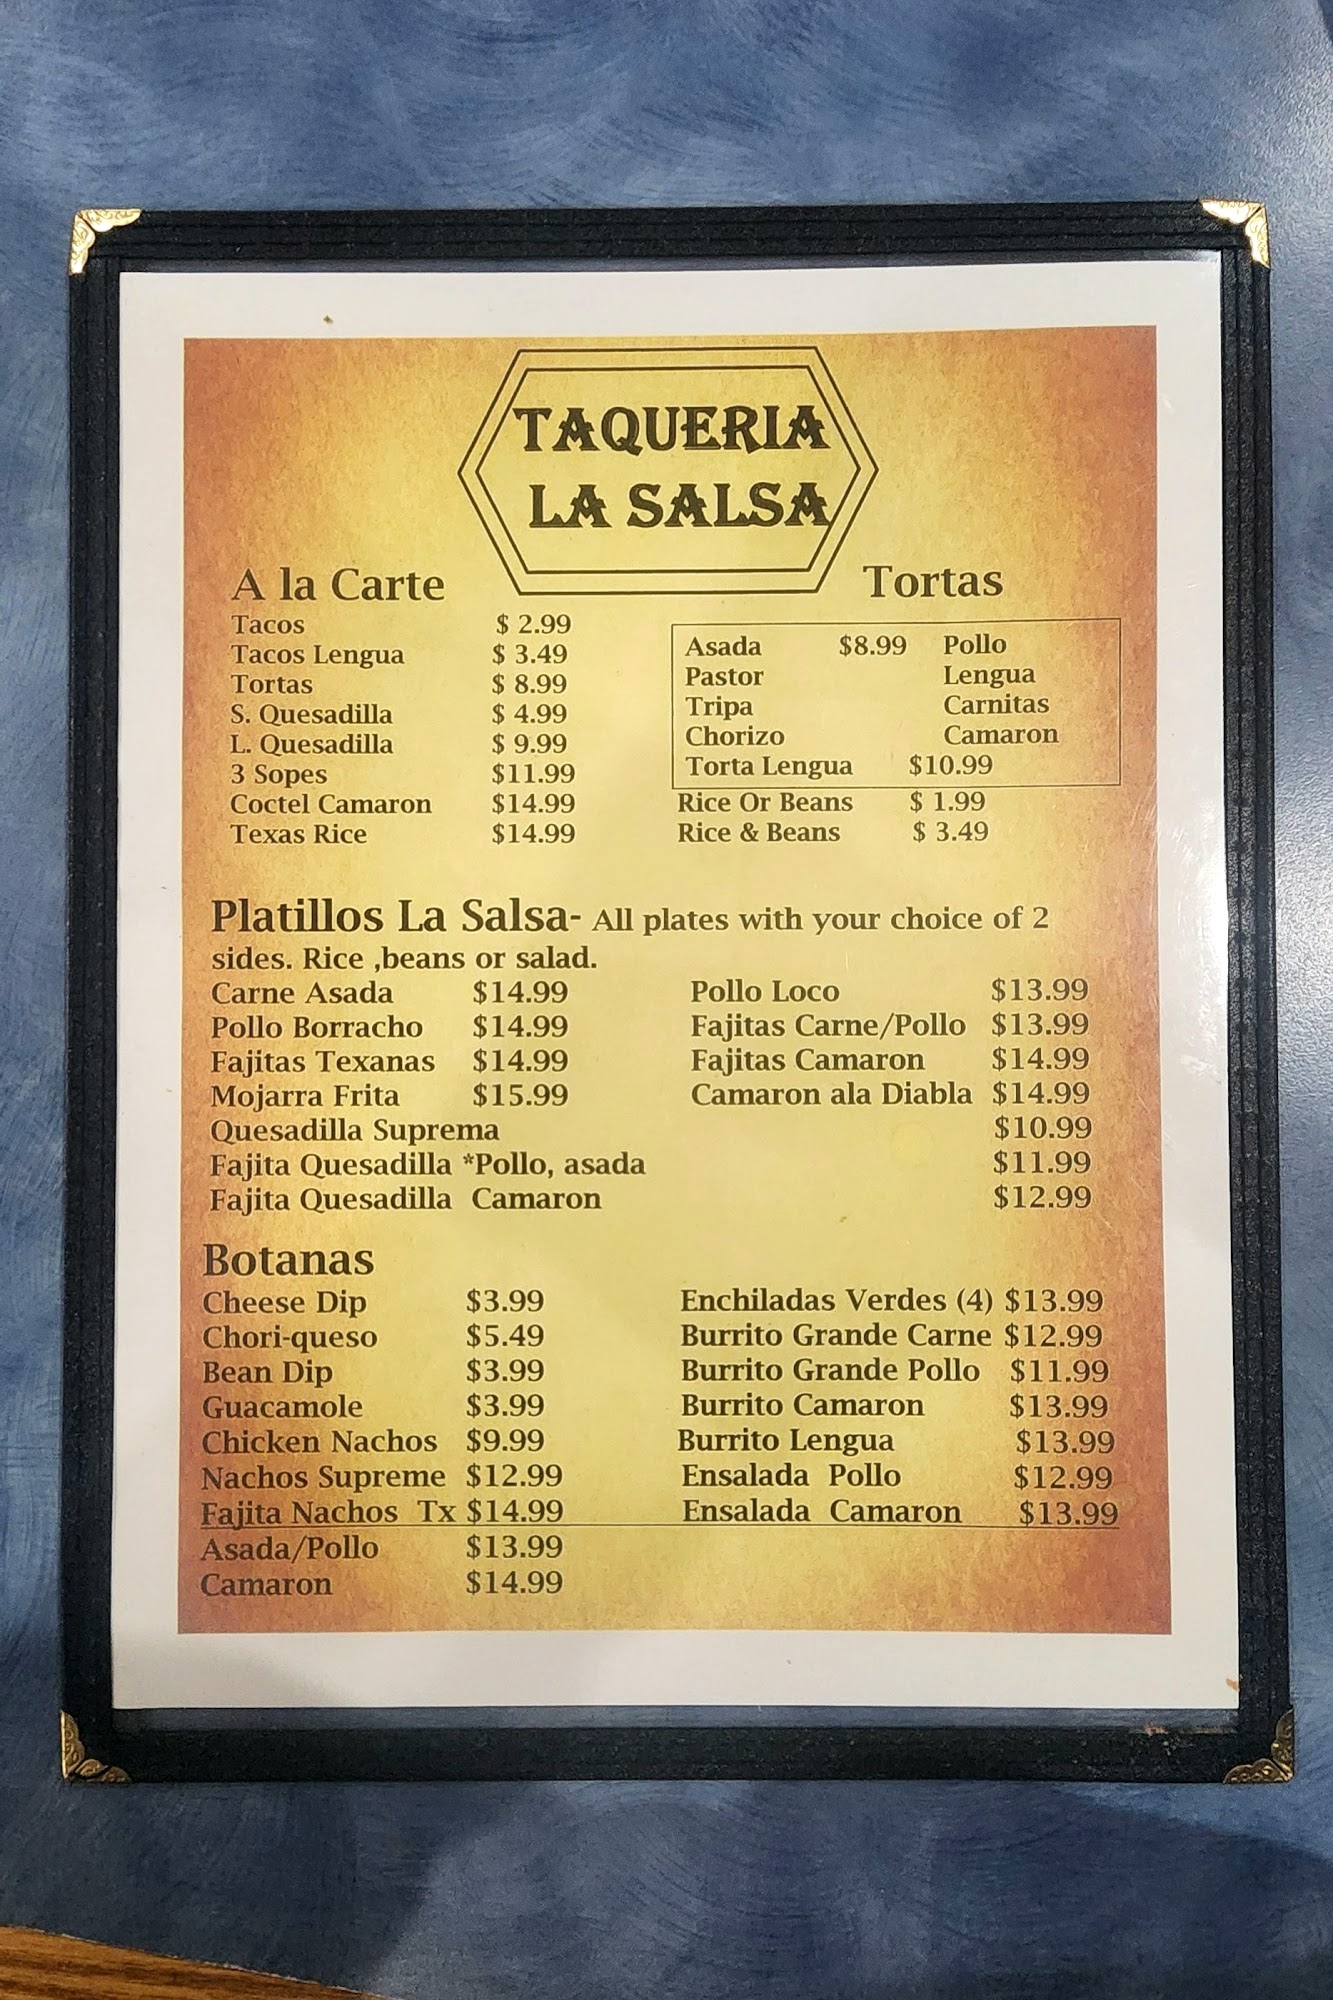 TAQUERIA
LA SALSA
A la Carte
Tacos $ 2.99
Tacos Lengua $ 3.49
Tortas $ 8.99
S. Quesadilla $ 4.99
L. Quesadilla $ 9.99
3 Sopes $11.99
Coctel Camaron $14.99
Texas Rice $14.99
Tortas
Asada $8.99 Pollo
Pastor Lengua
Tripa Carnitas
Chorizo Camaron
Torta Lengua $10.99
Rice Or Beans $ 1.99
Rice & Beans $ 3.49
Platillos La Salsa- All plates with your choice of 2
sides. Rice ,beans or salad.
Carne Asada $14.99 Pollo Loco $13.99
Pollo Borracho $14.99 Fajitas Carne/Pollo $13.99
Fajitas Texanas $14.99 Fajitas Camaron $14.99
Mojarra Frita $15.99 Camaron ala Diabla $14.99
Quesadilla Suprema $10.99
Fajita Quesadilla *Pollo, asada $11.99
Fajita Quesadilla Camaron $12.99
Botanas
Cheese Dip $3.99 Enchiladas Verdes (4) $13.99
Chori-queso $5.49 Burrito Grande Carne $12.99
Bean Dip $3.99 Burrito Grande Pollo $11.99
Guacamole $3.99 Burrito Camaron $13.99
Chicken Nachos $9.99 Burrito Lengua $13.99
Nachos Supreme $12.99 Ensalada Pollo $12.99
Fajita Nachos Tx $14.99 Ensalada Camaron $13.99
Asada/Pollo $13.99
Camaron $14.99